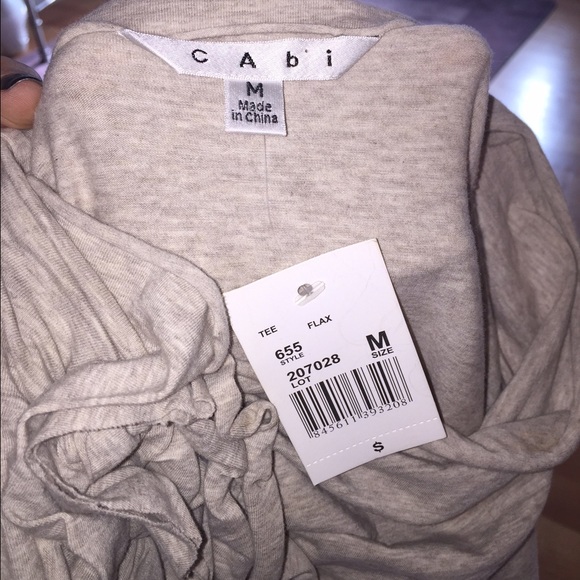 CAbi
M
Made
in China
TEE FLAX
655 M
STYLE SIZE
207028
LOT
845611393208
$